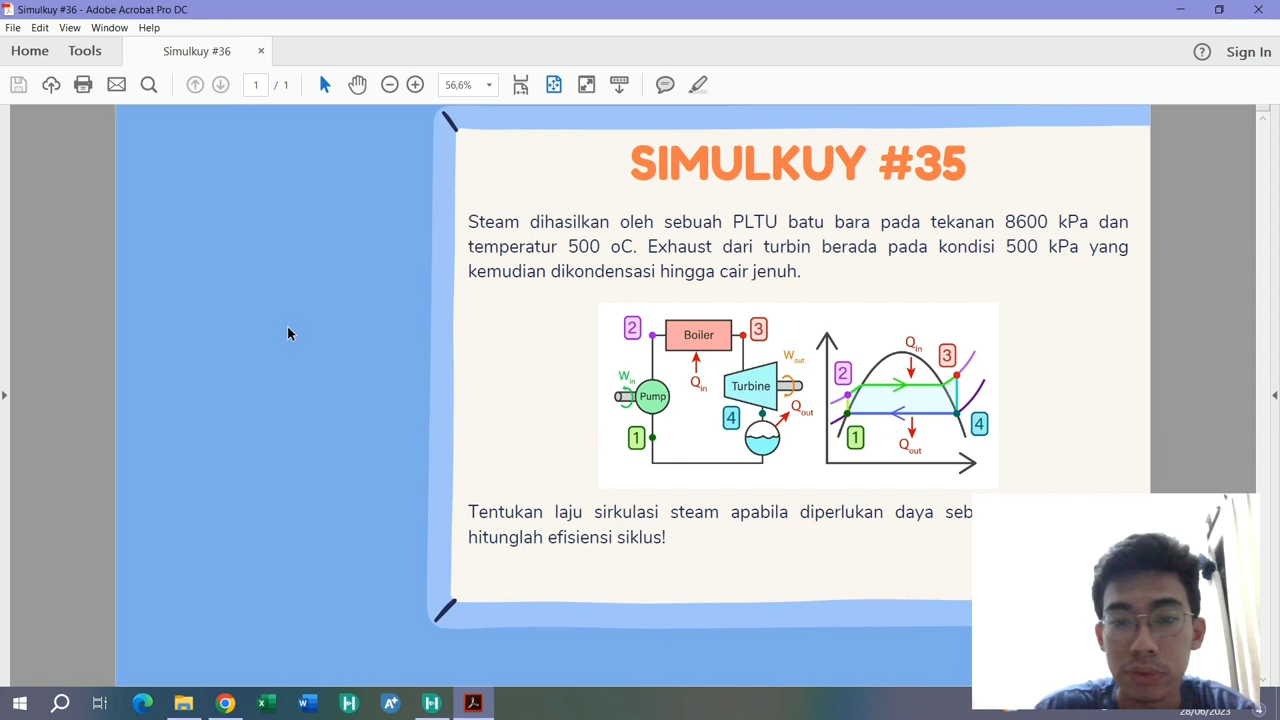 Simulkuy #36 - Adobe Acrobat Pro DC
File Edit View Window Help
Home Tools Simulkuy #36 × Sign In
1 / 1 56,6%
SIMULKUY #35
Steam dihasilkan oleh sebuah PLTU batu bara pada tekanan 8600 kPa dan
temperatur 500 oC. Exhaust dari turbin berada pada kondisi 500 kPa yang
kemudian dikondensasi hingga cair jenuh.
2 Boiler 3
Win Qin Wout
Pump Turbine Qout
1 4
Qin
2 3
1 4
Qout
Tentukan laju sirkulasi steam apabila diperlukan daya
hitunglah efisiensi siklus!
28/06/2023